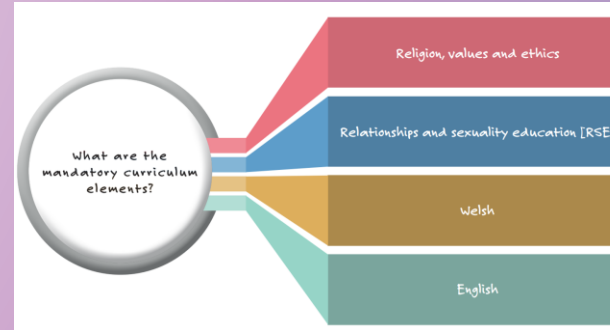 What are the
mandatory curriculum
elements?
Religion, values and ethics
Relationships and sexuality education [RSE
Welsh
English